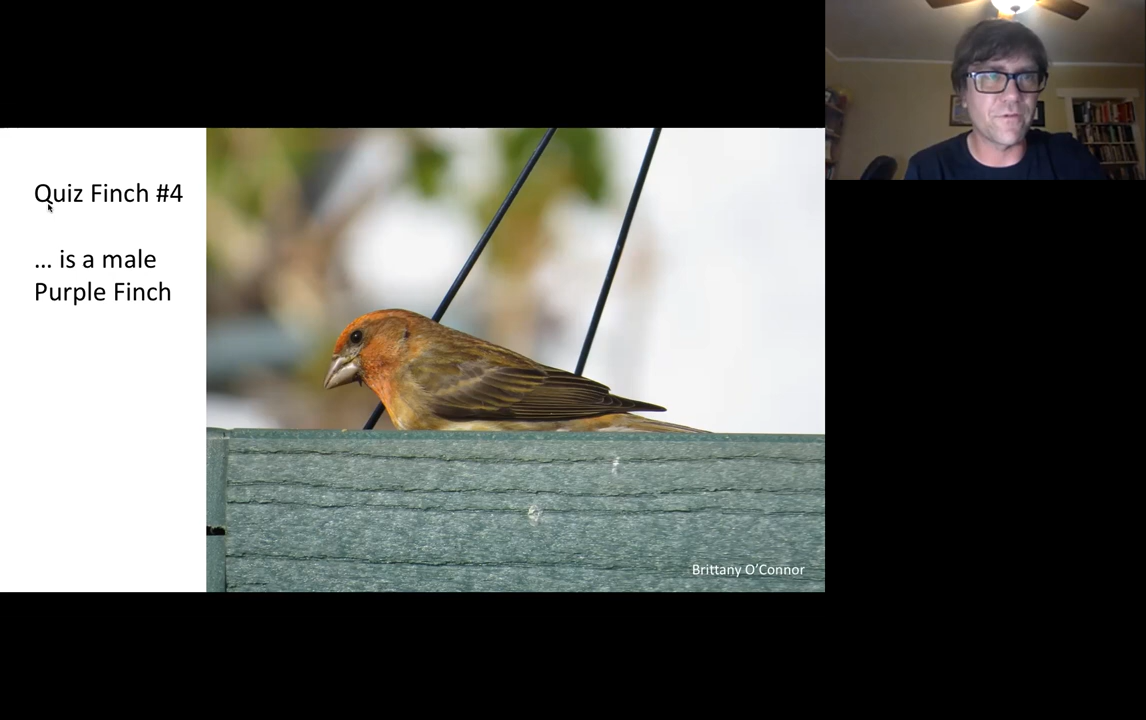 Quiz Finch #4
... is a male
Purple Finch
Brittany O'Connor